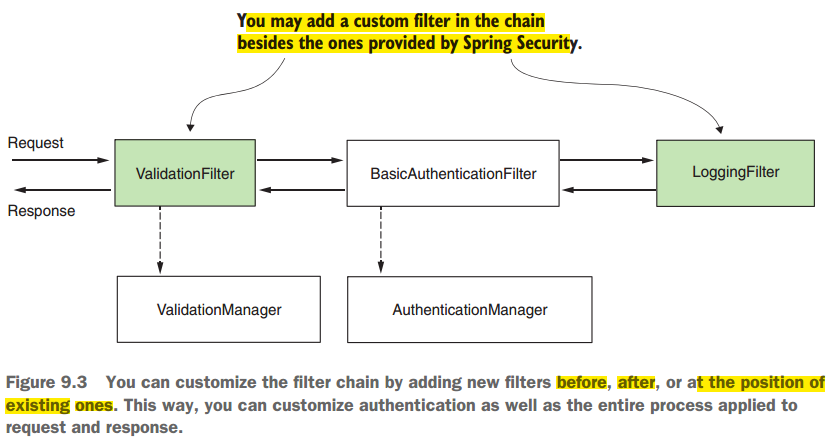 You may add a custom filter in the chain
besides the ones provided by Spring Security.
Request
ValidationFilter
BasicAuthenticationFilter
LoggingFilter
Response
ValidationManager
AuthenticationManager
Figure 9.3 You can customize the filter chain by adding new filters before, after, or at the position of
existing ones. This way, you can customize authentication as well as the entire process applied to
request and response.